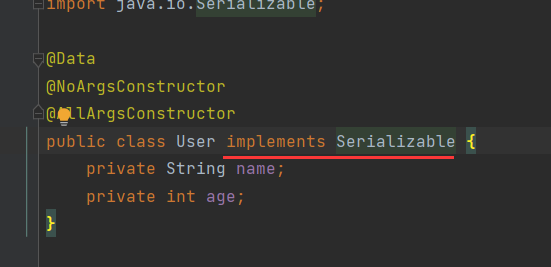 import java.io.Serializable;
@Data
@NoArgsConstructor
@AllArgsConstructor
public class User implements Serializable {
private String name;
private int age;
}